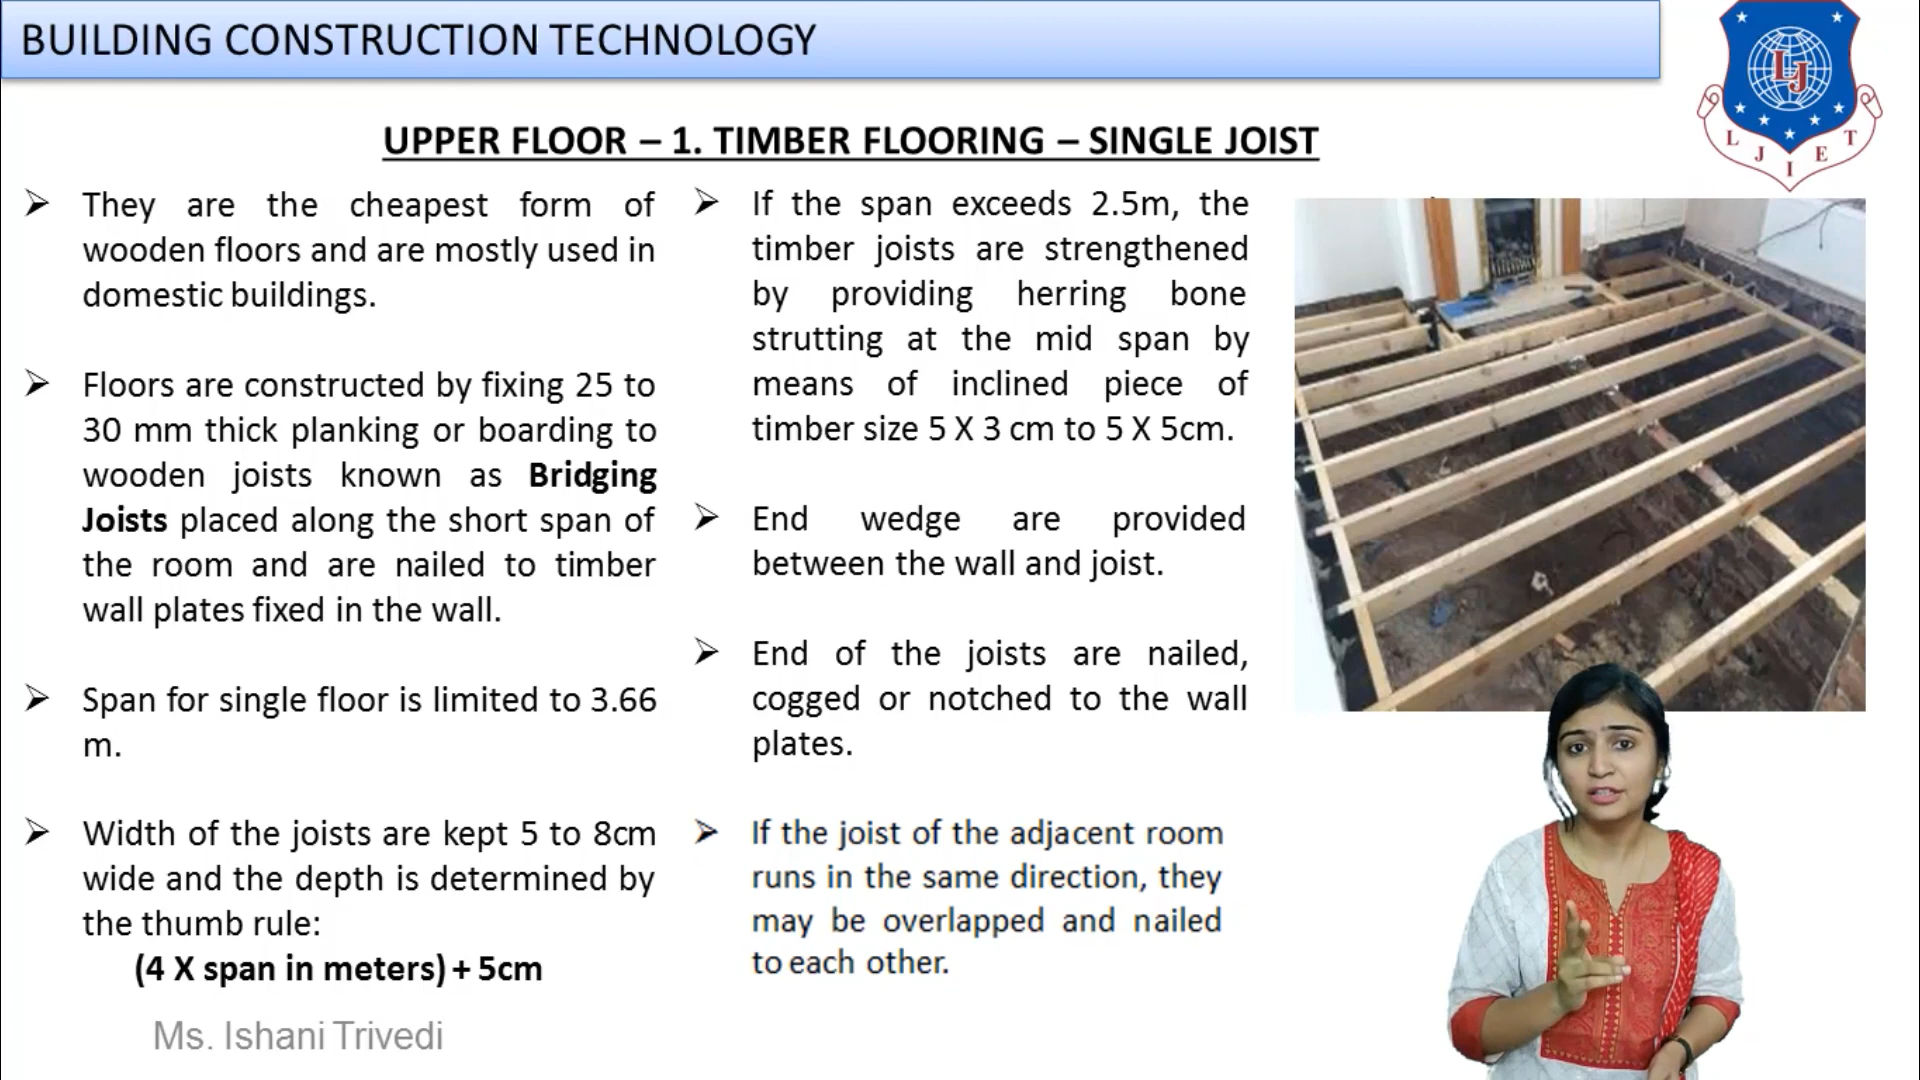 BUILDING CONSTRUCTION TECHNOLOGY
UPPER FLOOR – 1. TIMBER FLOORING – SINGLE JOIST
They are the cheapest form of
wooden floors and are mostly used in
domestic buildings.
Floors are constructed by fixing 25 to
30 mm thick planking or boarding to
wooden joists known as Bridging
Joists placed along the short span of
the room and are nailed to timber
wall plates fixed in the wall.
Span for single floor is limited to 3.66
m.
Width of the joists are kept 5 to 8cm
wide and the depth is determined by
the thumb rule:
(4 X span in meters) + 5cm
If the span exceeds 2.5m, the
timber joists are strengthened
by providing herring bone
strutting at the mid span by
means of inclined piece of
timber size 5 X 3 cm to 5 X 5cm.
End wedge are provided
between the wall and joist.
End of the joists are nailed,
cogged or notched to the wall
plates.
If the joist of the adjacent room
runs in the same direction, they
may be overlapped and nailed
to each other.
LJ
L J I E T
Ms. Ishani Trivedi